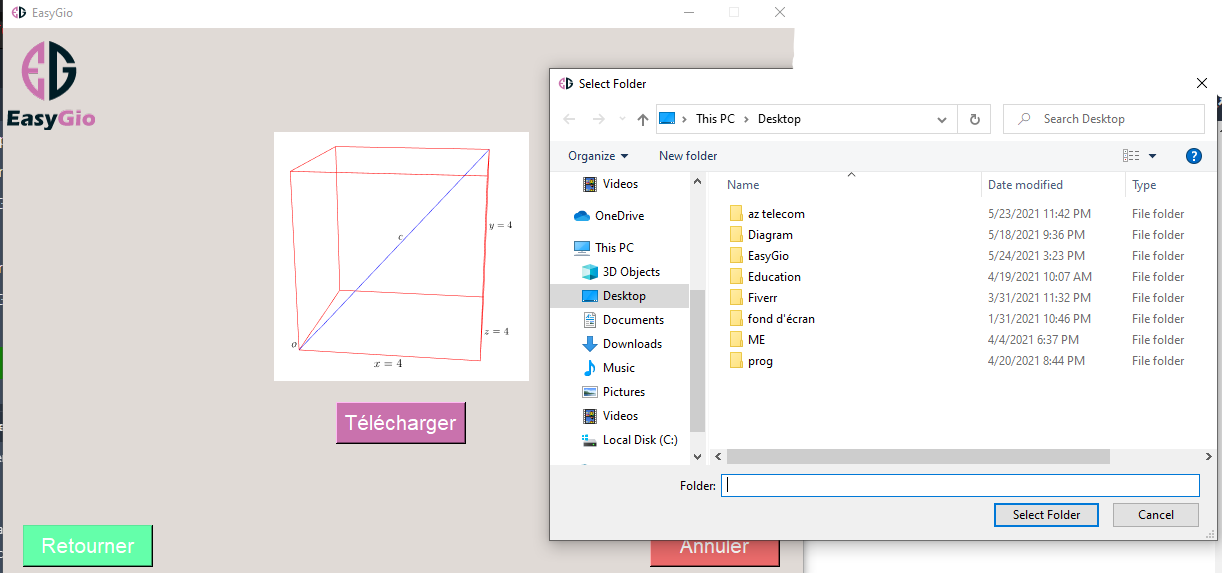 EasyGio
EasyGio
y = 4
c
z = 4
o
x = 4
Télécharger
Retourner
Annuler
Select Folder
This PC
Desktop
Search Desktop
Organize
New folder
Videos
OneDrive
This PC
3D Objects
Desktop
Documents
Downloads
Music
Pictures
Videos
Local Disk (C:)
Name Date modified Type
az telecom 5/23/2021 11:42 PM File folder
Diagram 5/18/2021 9:36 PM File folder
EasyGio 5/24/2021 3:23 PM File folder
Education 4/19/2021 10:07 AM File folder
Fiverr 3/31/2021 11:32 PM File folder
fond d'écran 1/31/2021 10:46 PM File folder
ME 4/4/2021 6:37 PM File folder
prog 4/20/2021 8:44 PM File folder
Folder:
Select Folder
Cancel